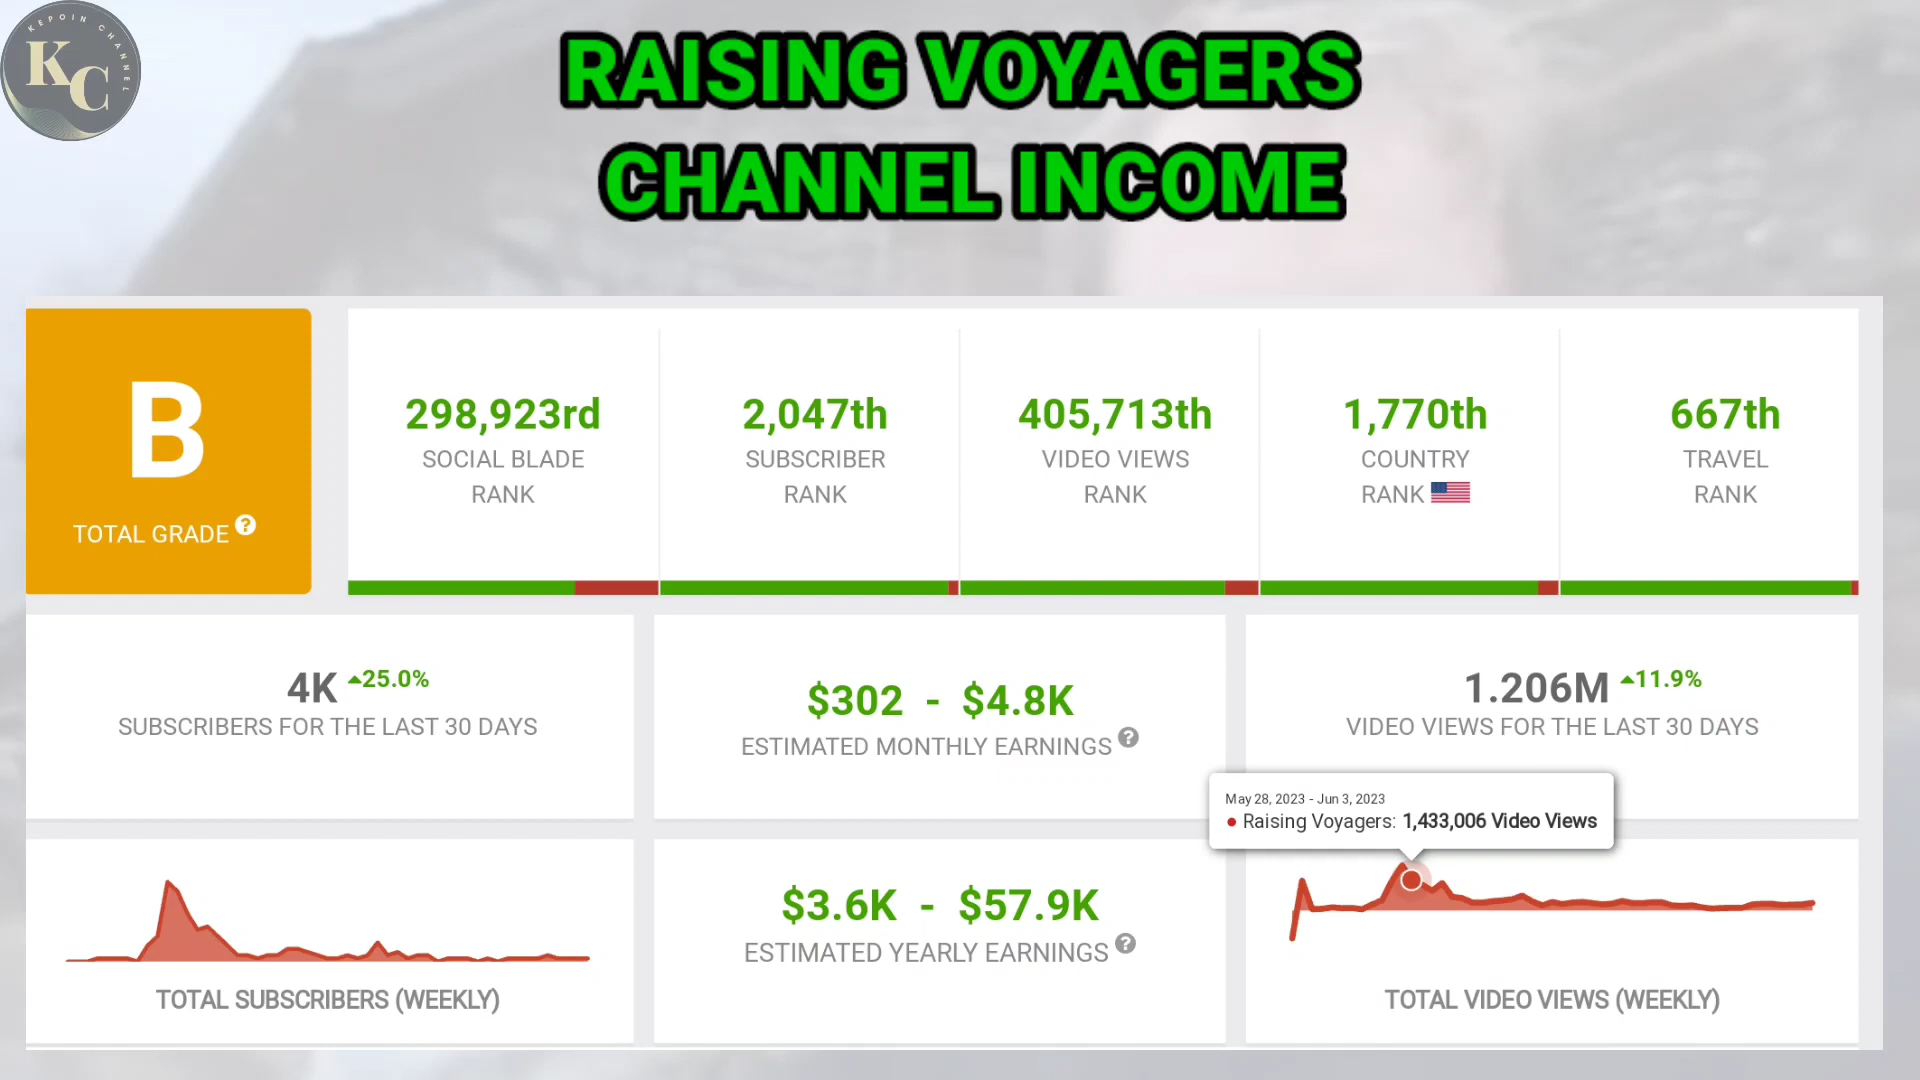 KEPOIN CHANNEL
KC
RAISING VOYAGERS
CHANNEL INCOME
B
TOTAL GRADE ?
298,923rd
SOCIAL BLADE
RANK
2,047th
SUBSCRIBER
RANK
405,713th
VIDEO VIEWS
RANK
1,770th
COUNTRY
RANK
667th
TRAVEL
RANK
4K 25.0%
SUBSCRIBERS FOR THE LAST 30 DAYS
$302 - $4.8K
ESTIMATED MONTHLY EARNINGS ?
1.206M 11.9%
VIDEO VIEWS FOR THE LAST 30 DAYS
May 28, 2023 - Jun 3, 2023
Raising Voyagers: 1,433,006 Video Views
TOTAL SUBSCRIBERS (WEEKLY)
$3.6K - $57.9K
ESTIMATED YEARLY EARNINGS ?
TOTAL VIDEO VIEWS (WEEKLY)